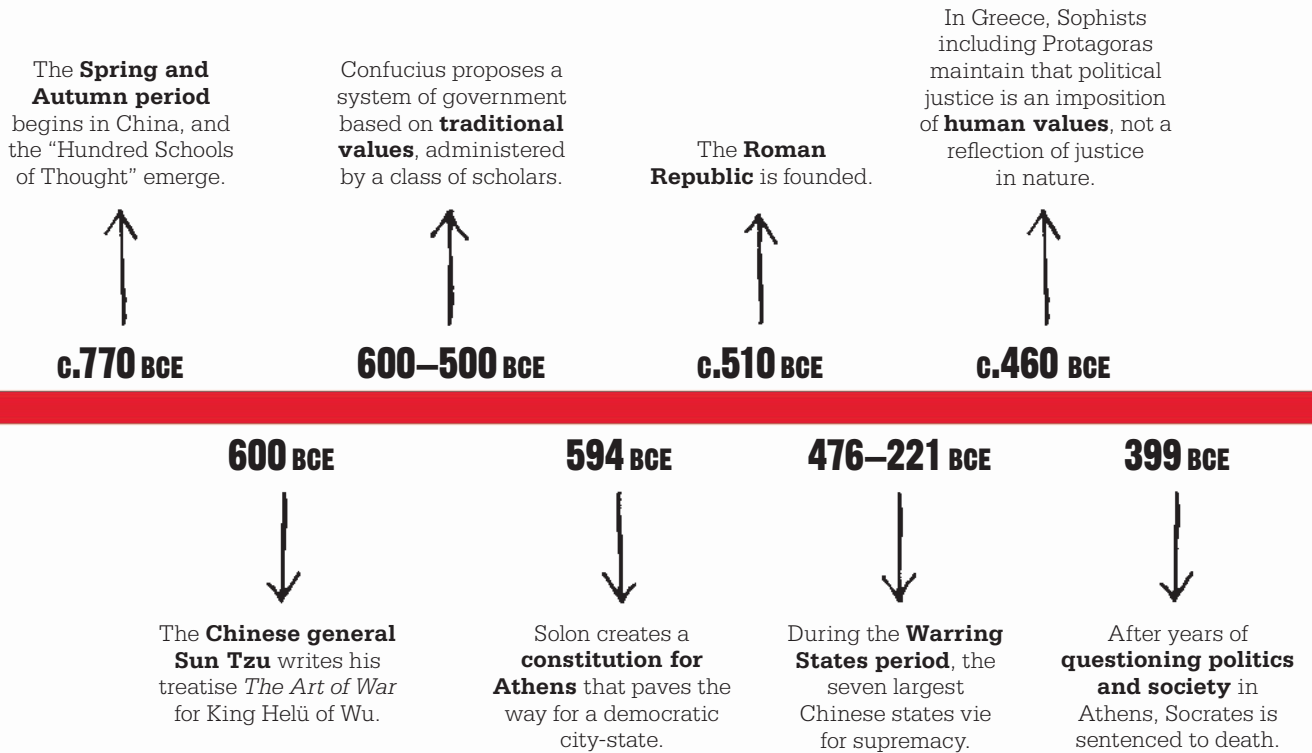 The Spring and
Autumn period
begins in China, and
the “Hundred Schools
of Thought” emerge.
Confucius proposes a
system of government
based on traditional
values, administered
by a class of scholars.
The Roman
Republic is founded.
In Greece, Sophists
including Protagoras
maintain that political
justice is an imposition
of human values, not a
reflection of justice
in nature.
c.770 BCE
600–500 BCE
c.510 BCE
c.460 BCE
600 BCE
594 BCE
476–221 BCE
399 BCE
The Chinese general
Sun Tzu writes his
treatise The Art of War
for King Helü of Wu.
Solon creates a
constitution for
Athens that paves the
way for a democratic
city-state.
During the Warring
States period, the
seven largest
Chinese states vie
for supremacy.
After years of
questioning politics
and society in
Athens, Socrates is
sentenced to death.